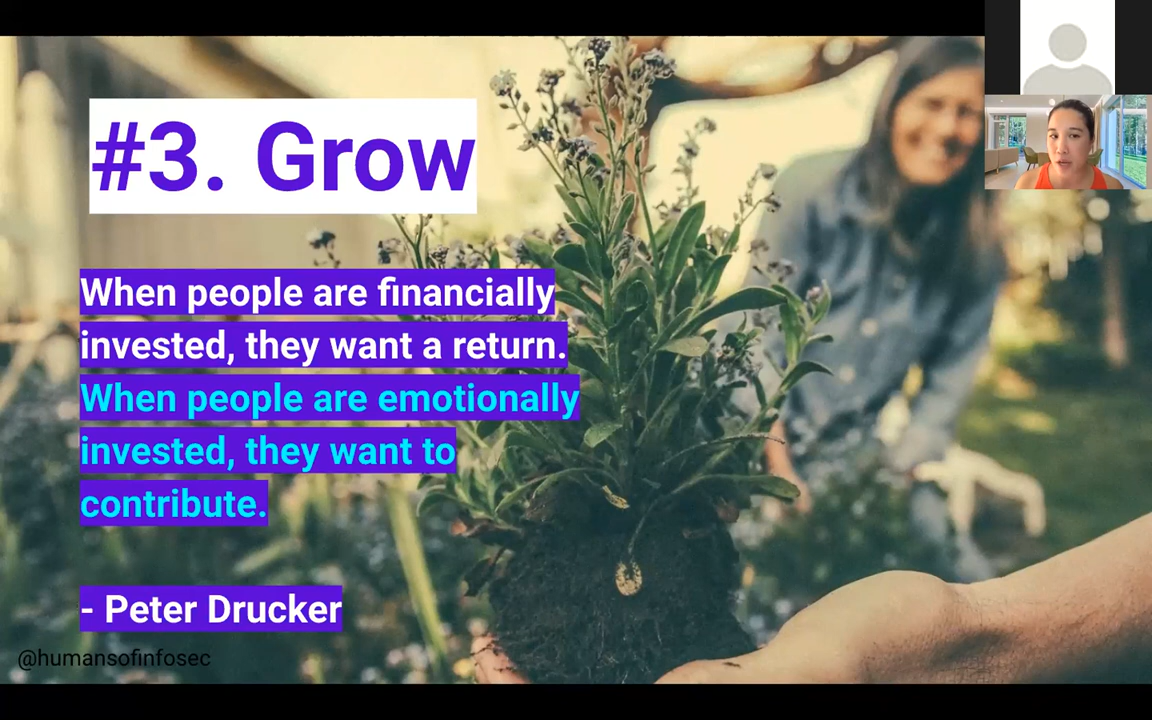 #3. Grow
When people are financially
invested, they want a return.
When people are emotionally
invested, they want to
contribute.
- Peter Drucker
@humansofinfosec